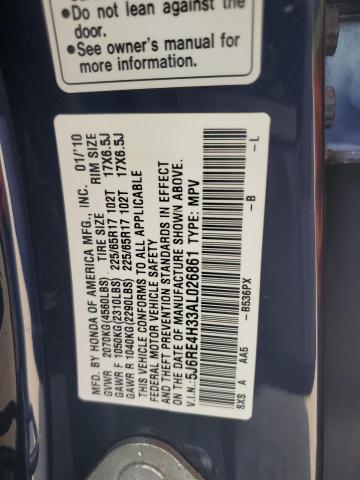 ●Do not lean against the
door.
●See owner's manual for
more information.
MFD. BY HONDA OF AMERICA MFG., INC. 01/'10
TIRE SIZE RIM SIZE
GVWR 2070KG(4560LBS)
GAWR F 1050KG(2310LBS) 225/65R17 102T 17X6.5J
GAWR R 1040KG(2290LBS) 225/65R17 102T 17X6.5J
THIS VEHICLE CONFORMS TO ALL APPLICABLE
FEDERAL MOTOR VEHICLE SAFETY
AND THEFT PREVENTION STANDARDS IN EFFECT
ON THE DATE OF MANUFACTURE SHOWN ABOVE.
V.I.N.: 5J6RE4H33AL026861 TYPE: MPV
SXS A AA5 -B536PX -B -L